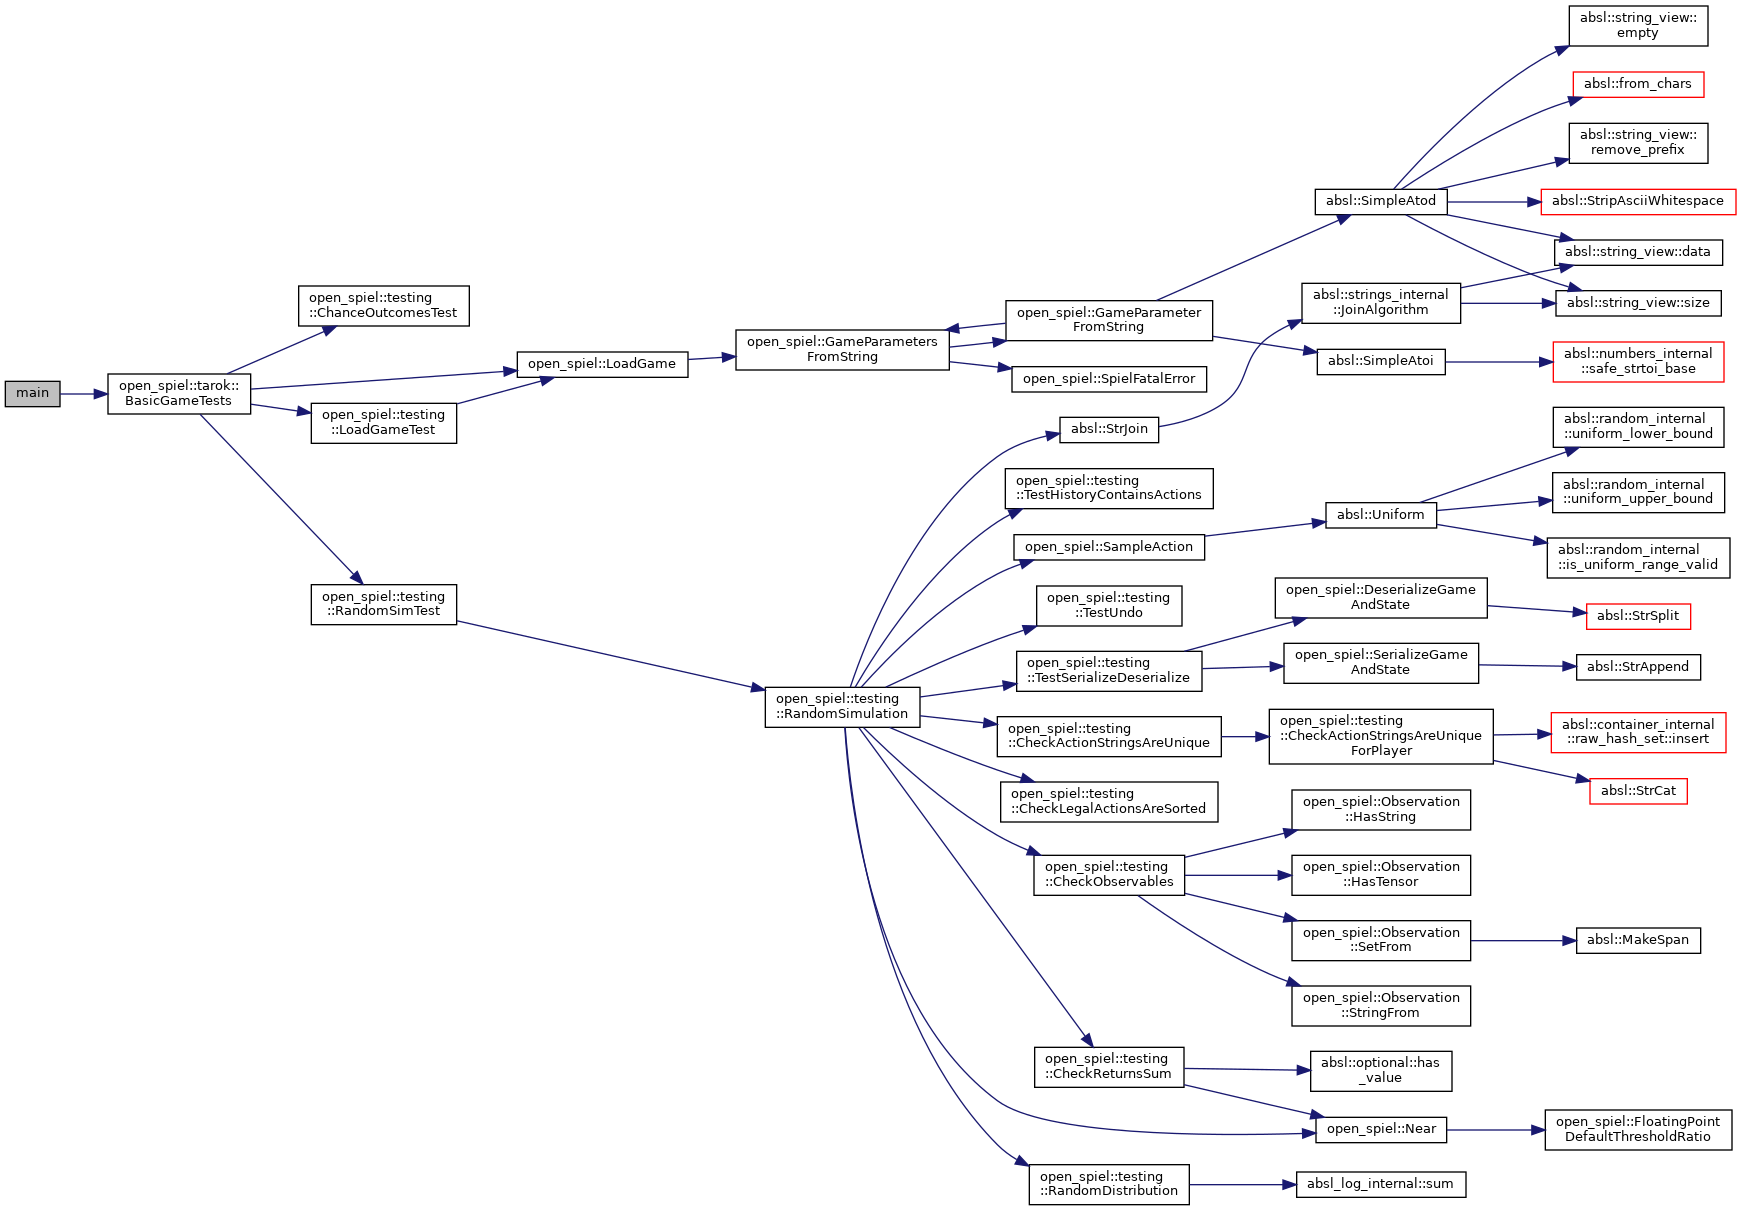 main
open_spiel::tarok::
BasicGameTests
open_spiel::testing
::ChanceOutcomesTest
open_spiel::LoadGame
open_spiel::testing
::LoadGameTest
open_spiel::testing
::RandomSimTest
open_spiel::GameParameters
FromString
open_spiel::GameParameter
FromString
open_spiel::SpielFatalError
absl::SimpleAtod
absl::SimpleAtoi
absl::string_view::
empty
absl::from_chars
absl::string_view::
remove_prefix
absl::StripAsciiWhitespace
absl::string_view::data
absl::string_view::size
absl::numbers_internal
::safe_strtoi_base
open_spiel::testing
::RandomSimulation
absl::StrJoin
absl::strings_internal
::JoinAlgorithm
open_spiel::testing
::TestHistoryContainsActions
open_spiel::SampleAction
absl::Uniform
absl::random_internal
::uniform_lower_bound
absl::random_internal
::uniform_upper_bound
absl::random_internal
::is_uniform_range_valid
open_spiel::testing
::TestUndo
open_spiel::testing
::TestSerializeDeserialize
open_spiel::DeserializeGame
AndState
absl::StrSplit
open_spiel::SerializeGame
AndState
absl::StrAppend
open_spiel::testing
::CheckActionStringsAreUnique
open_spiel::testing
::CheckActionStringsAreUnique
ForPlayer
absl::container_internal
::raw_hash_set::insert
absl::StrCat
open_spiel::testing
::CheckLegalActionsAreSorted
open_spiel::testing
::CheckObservables
open_spiel::Observation
::HasString
open_spiel::Observation
::HasTensor
open_spiel::Observation
::SetFrom
absl::MakeSpan
open_spiel::Observation
::StringFrom
open_spiel::testing
::CheckReturnsSum
absl::optional::has
_value
open_spiel::Near
open_spiel::FloatingPoint
DefaultThresholdRatio
open_spiel::testing
::RandomDistribution
absl_log_internal::sum